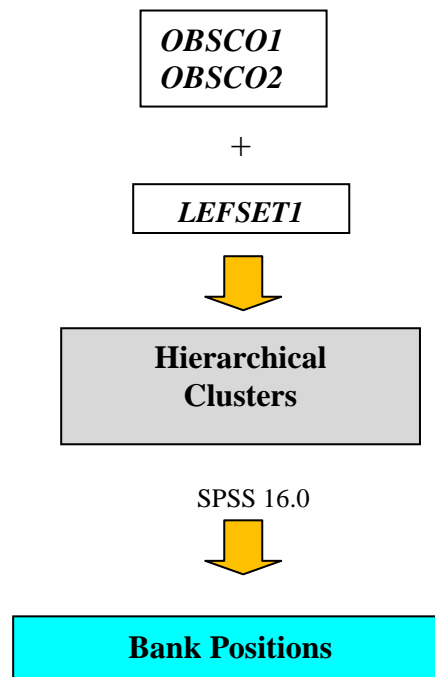 OBSCO1
OBSCO2
+
LEFSET1
Hierarchical
Clusters
SPSS 16.0
Bank Positions